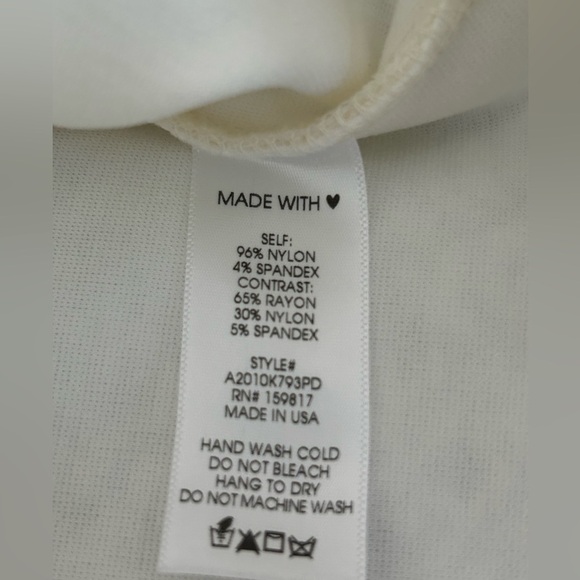 MADE WITH ♥
SELF:
96% NYLON
4% SPANDEX
CONTRAST:
65% RAYON
30% NYLON
5% SPANDEX
STYLE#
A2010K793PD
RN# 159817
MADE IN USA
HAND WASH COLD
DO NOT BLEACH
HANG TO DRY
DO NOT MACHINE WASH